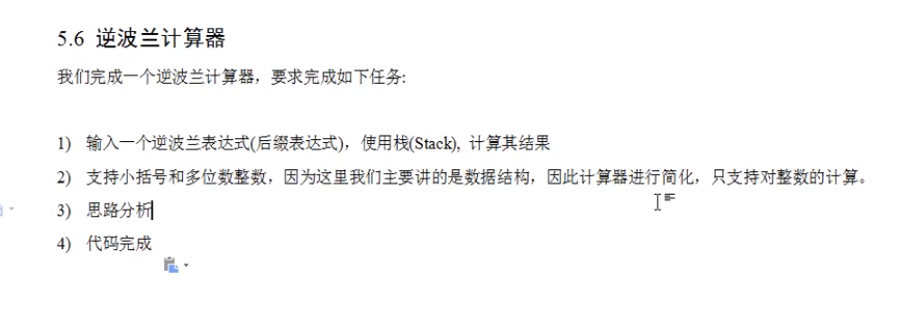 5.6 逆波兰计算器
我们完成一个逆波兰计算器，要求完成如下任务:
1) 输入一个逆波兰表达式(后缀表达式)，使用栈(Stack), 计算其结果
2) 支持小括号和多位数整数，因为这里我们主要讲的是数据结构，因此计算器进行简化，只支持对整数的计算。
3) 思路分析
4) 代码完成